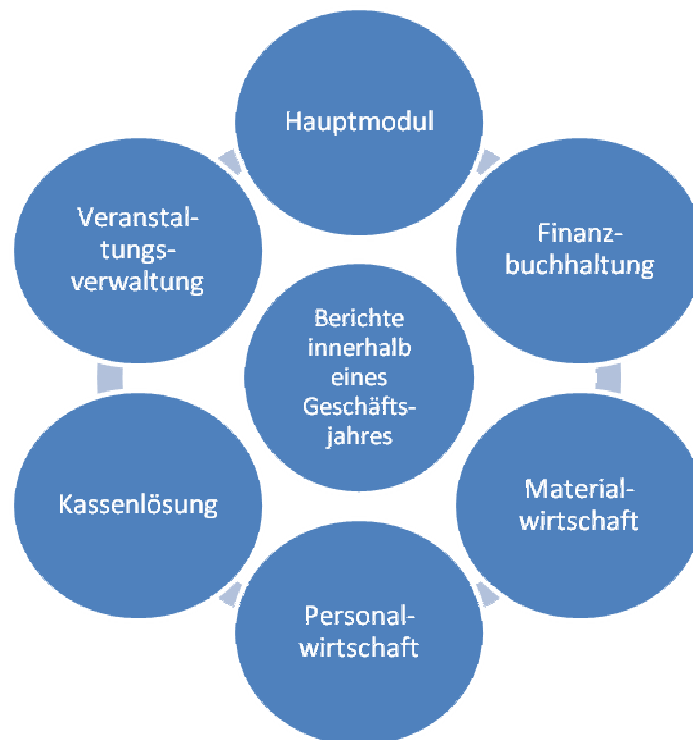 Hauptmodul
Veranstal-
tungs-
verwaltung
Finanz-
buchhaltung
Berichte
innerhalb
eines
Geschäfts-
jahres
Kassenlösung
Material-
wirtschaft
Personal-
wirtschaft